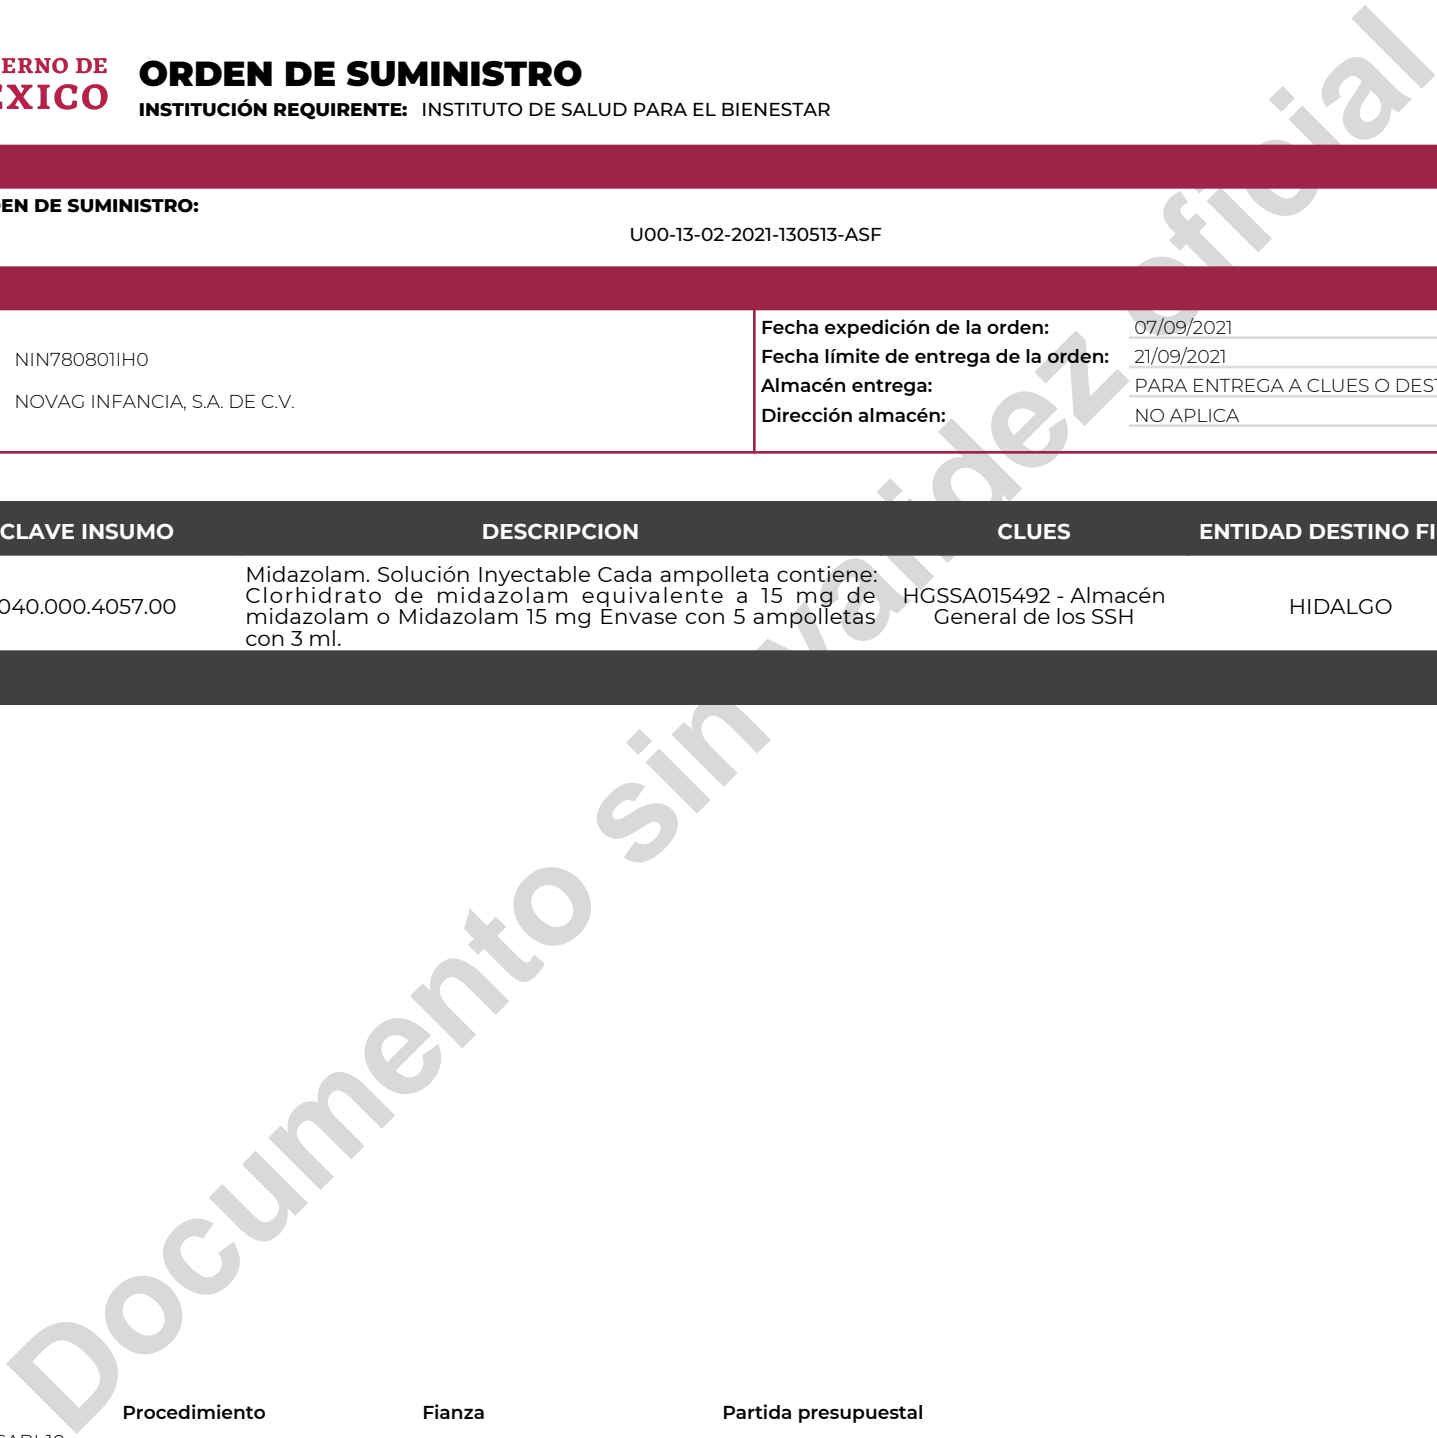 ERNO DE
EXICO
ORDEN DE SUMINISTRO
INSTITUCIÓN REQUIRENTE: INSTITUTO DE SALUD PARA EL BIENESTAR
EN DE SUMINISTRO:
U00-13-02-2021-130513-ASF
NIN780801IH0
NOVAG INFANCIA, S.A. DE C.V.
Fecha expedición de la orden: 07/09/2021
Fecha límite de entrega de la orden: 21/09/2021
Almacén entrega: PARA ENTREGA A CLUES O DEST
Dirección almacén: NO APLICA
CLAVE INSUMO DESCRIPCION CLUES ENTIDAD DESTINO FI
040.000.4057.00
Midazolam. Solución Inyectable Cada ampolleta contiene:
Clorhidrato de midazolam equivalente a 15 mg de
midazolam o Midazolam 15 mg Envase con 5 ampolletas
con 3 ml.
HGSSA015492 - Almacén
General de los SSH
HIDALGO
Documento sin validez oficial
Procedimiento Fianza Partida presupuestal